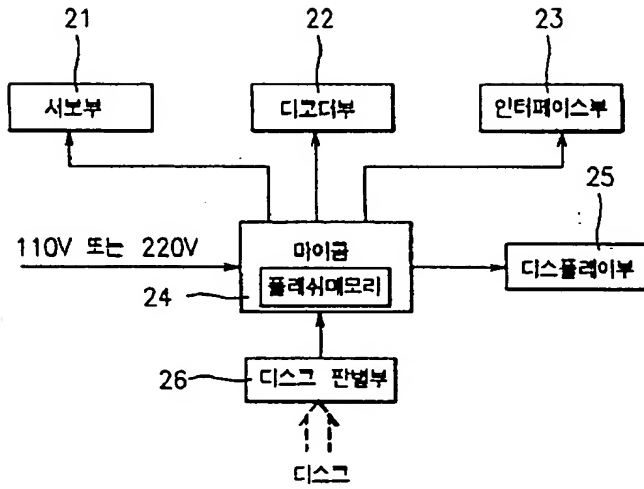 21
22
23
서보부
디코더부
인터페이스부
25
110V 또는 220V
마이콤
디스플레이부
24
플레쉬메모리
26
디스크 판별부
디스크